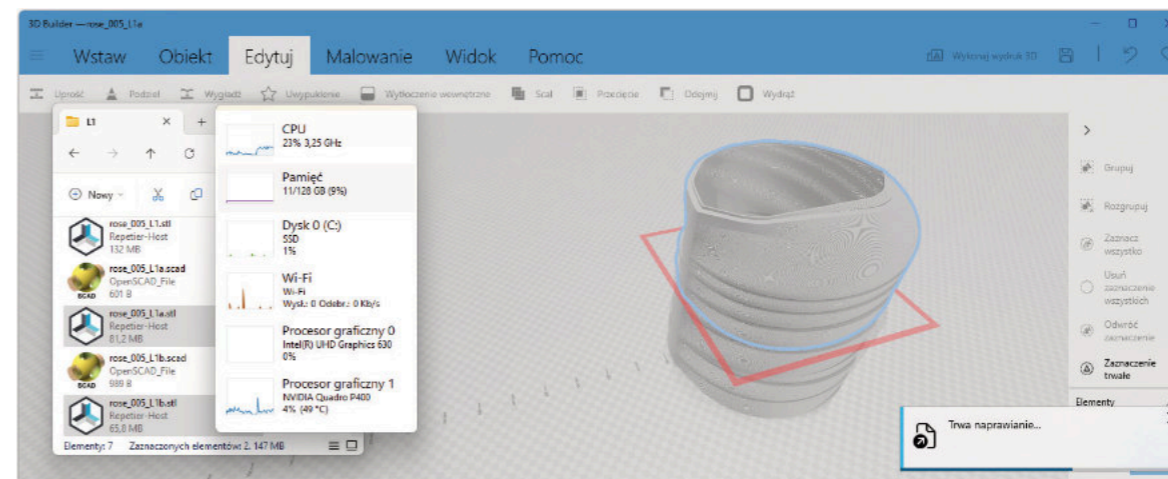 3D Builder —rose_005_L1a
Wstaw Obiekt Edytuj Malowanie Widok Pomoc
Wykonaj wydruk 3D
Uprość Podziel Wygładź Uwypuklenie Wytłoczenie wewnętrzne Scal Przecięcie Odejmij Wydrąż
L1
Nowy
rose_005_L1.stl
Repetier-Host
132 MB
rose_005_L1a.scad
OpenSCAD_File
601 B
rose_005_L1a.stl
Repetier-Host
81,2 MB
rose_005_L1b.scad
OpenSCAD_File
989 B
rose_005_L1b.stl
Repetier-Host
65,8 MB
Elementy: 7 Zaznaczonych elementów: 2. 147 MB
CPU
23% 3,25 GHz
Pamięć
11/128 GB (9%)
Dysk 0 (C:)
SSD
1%
Wi-Fi
Wi-Fi
Wysł.: 0 Odebr.: 0 Kb/s
Procesor graficzny 0
Intel(R) UHD Graphics 630
0%
Procesor graficzny 1
NVIDIA Quadro P400
4% (49 °C)
Grupuj
Rozgrupuj
Zaznacz
wszystko
Usuń
zaznaczenie
wszystkich
Odwróć
zaznaczenie
Zaznaczenie
trwałe
Elementy
Trwa naprawianie...